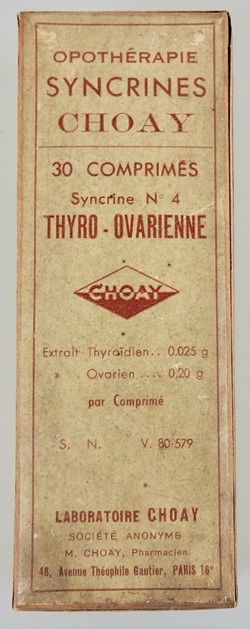 OPOTHÉRAPIE
SYNCRINES
CHOAY
30 COMPRIMÉS
Syncrine N° 4
THYRO - OVARIENNE
CHOAY
Extrait Thyroïdien.. 0.025 g
» Ovarien .... 0,20 g
par Comprimé
S. N. V. 80-579
LABORATOIRE CHOAY
SOCIÉTÉ ANONYME
M. CHOAY, Pharmacien
48, Avenue Théophile Gautier, PARIS 16e